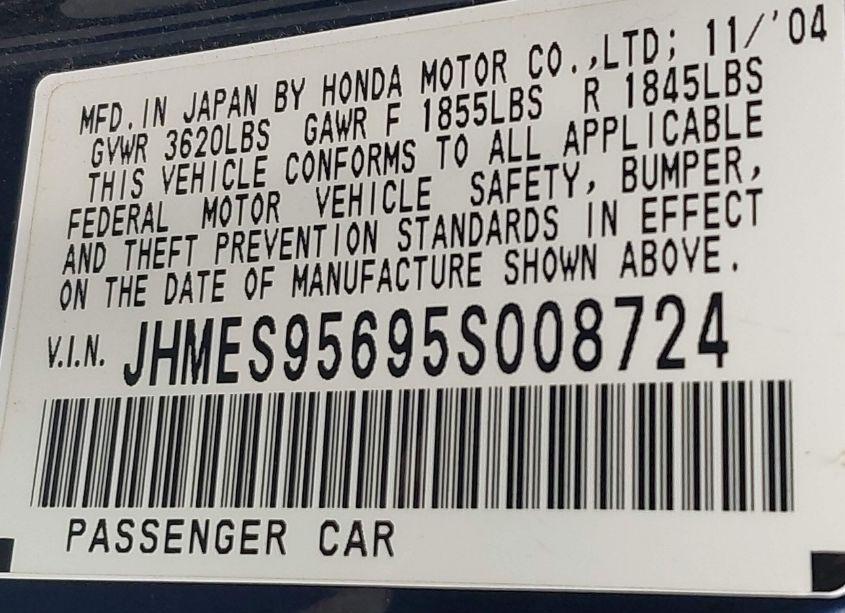 MFD. IN JAPAN BY HONDA MOTOR CO.,LTD; 11/'04
GVWR 3620LBS GAWR F 1855LBS R 1845LBS
THIS VEHICLE CONFORMS TO ALL APPLICABLE
FEDERAL MOTOR VEHICLE SAFETY, BUMPER,
AND THEFT PREVENTION STANDARDS IN EFFECT
ON THE DATE OF MANUFACTURE SHOWN ABOVE.
V.I.N. JHMES95695S008724
PASSENGER CAR